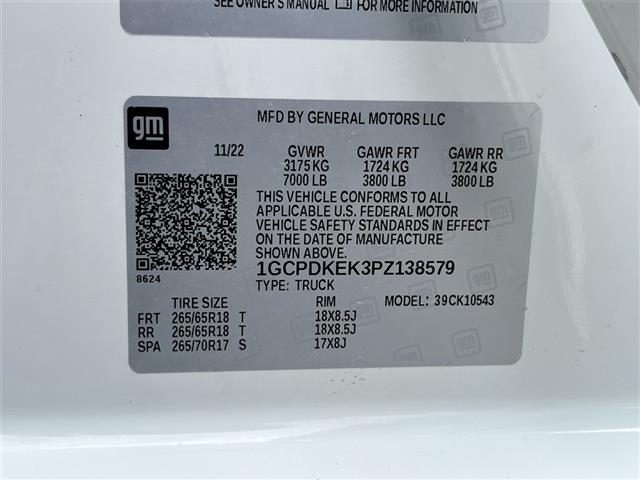 SEE OWNER'S MANUAL FOR MORE INFORMATION
gm
MFD BY GENERAL MOTORS LLC
11/22 GVWR GAWR FRT GAWR RR
3175 KG 1724 KG 1724 KG
7000 LB 3800 LB 3800 LB
THIS VEHICLE CONFORMS TO ALL
APPLICABLE U.S. FEDERAL MOTOR
VEHICLE SAFETY STANDARDS IN EFFECT
ON THE DATE OF MANUFACTURE
SHOWN ABOVE.
1GCPDKEK3PZ138579
8624
TYPE: TRUCK
TIRE SIZE RIM MODEL: 39CK10543
FRT 265/65R18 T 18X8.5J
RR 265/65R18 T 18X8.5J
SPA 265/70R17 S 17X8J